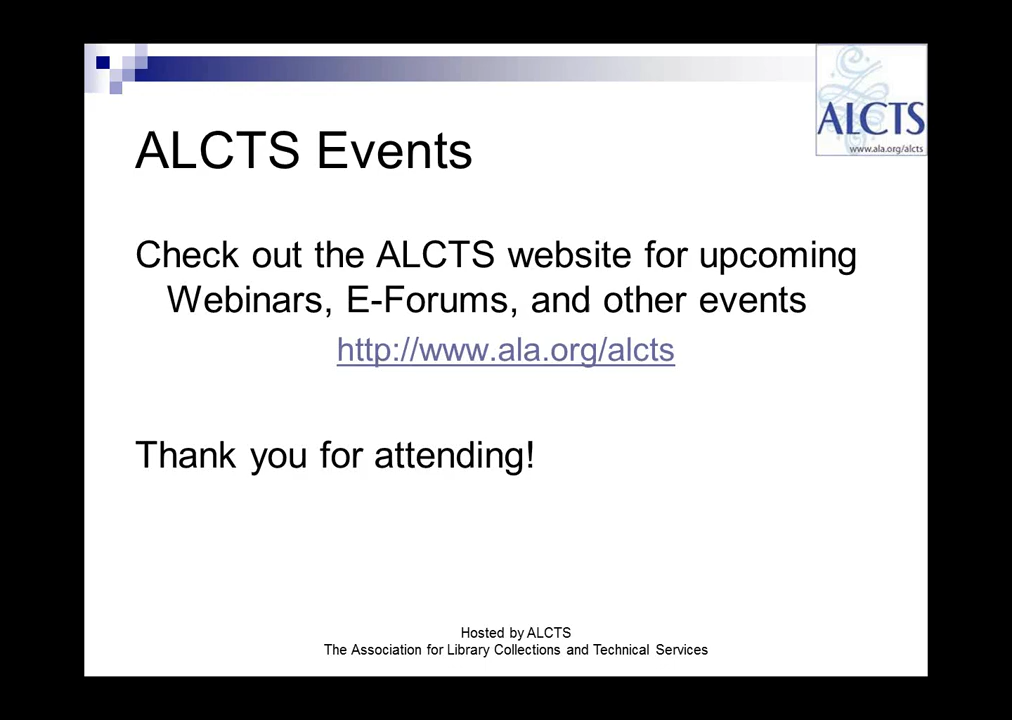 ALCTS
www.ala.org/alcts
ALCTS Events
Check out the ALCTS website for upcoming
Webinars, E-Forums, and other events
http://www.ala.org/alcts
Thank you for attending!
Hosted by ALCTS
The Association for Library Collections and Technical Services